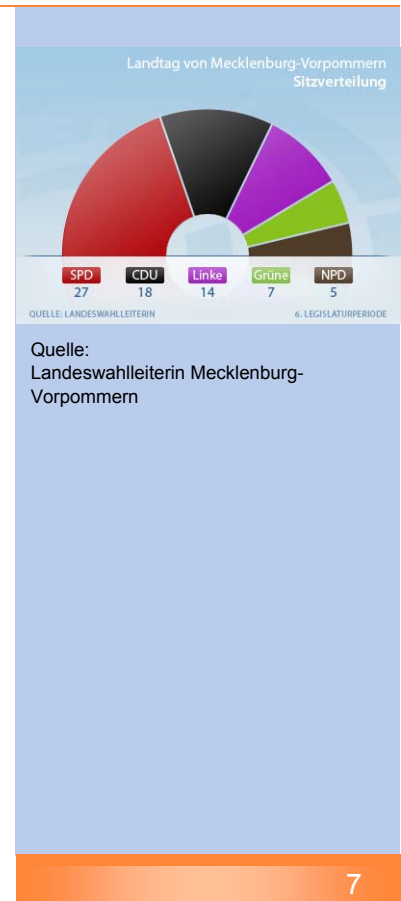 Landtag von Mecklenburg-Vorpommern
Sitzverteilung
SPD CDU Linke Grüne NPD
27 18 14 7 5
QUELLE: LANDESWAHLLEITERIN 6. LEGISLATURPERIODE
Quelle:
Landeswahlleiterin Mecklenburg-
Vorpommern
7